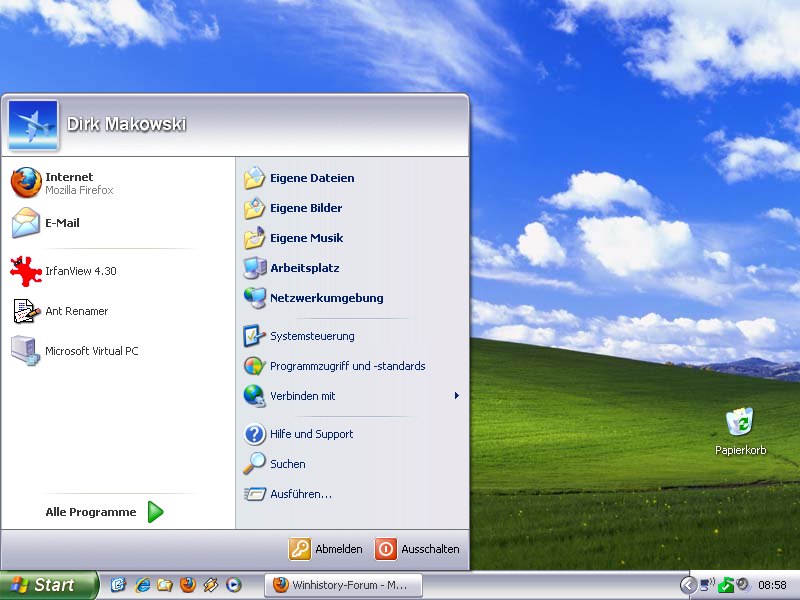 Dirk Makowski
Internet
Mozilla Firefox
E-Mail
IrfanView 4.30
Ant Renamer
Microsoft Virtual PC
Alle Programme
Eigene Dateien
Eigene Bilder
Eigene Musik
Arbeitsplatz
Netzwerkumgebung
Systemsteuerung
Programmzugriff und -standards
Verbinden mit
Hilfe und Support
Suchen
Ausführen...
Abmelden
Ausschalten
Papierkorb
Start
Winhistory-Forum - M...
08:58